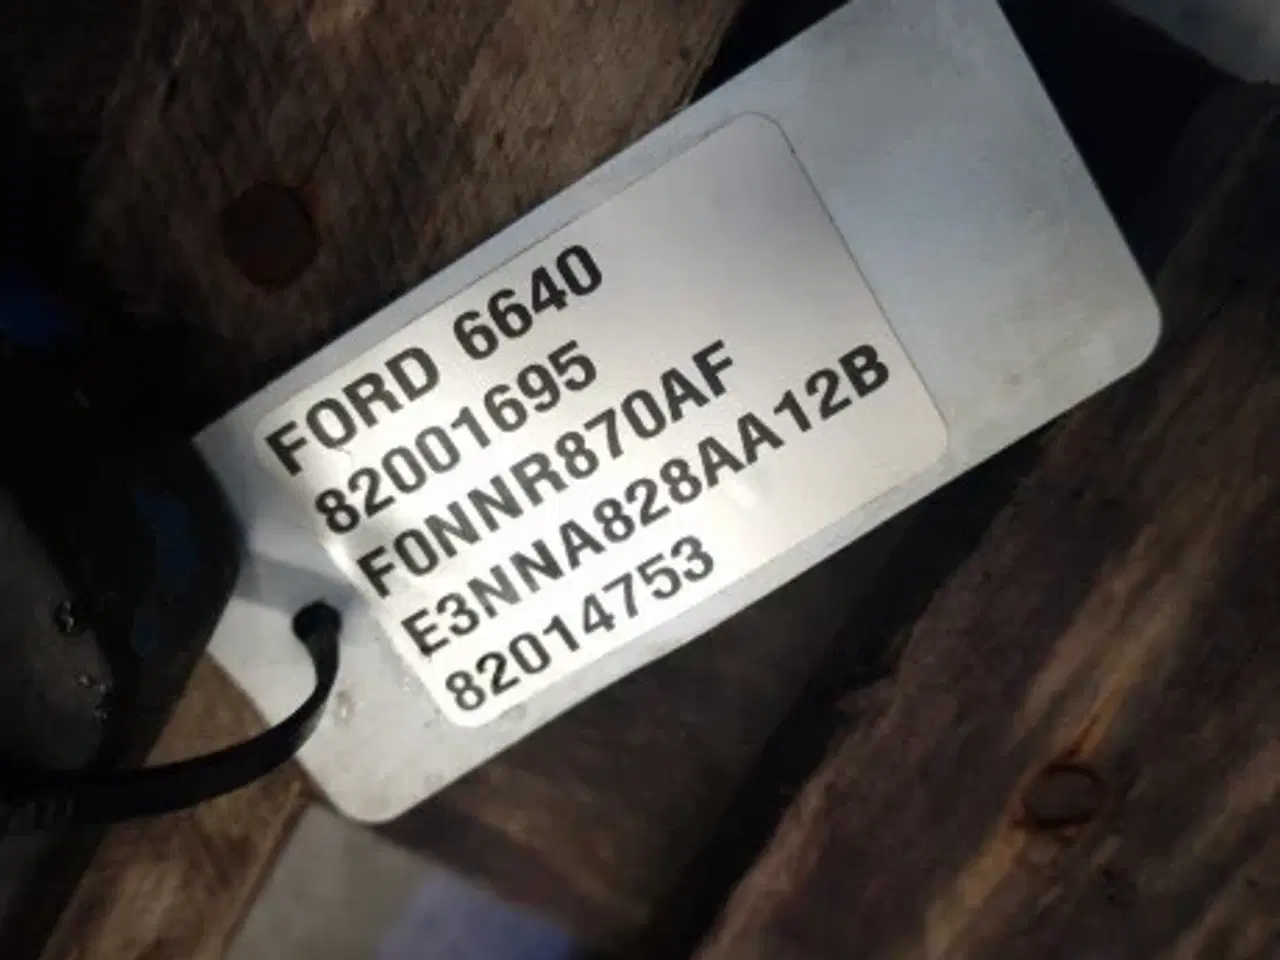 FORD 6640
82001695
F0NNR870AF
E3NNA828AA12B
82014753